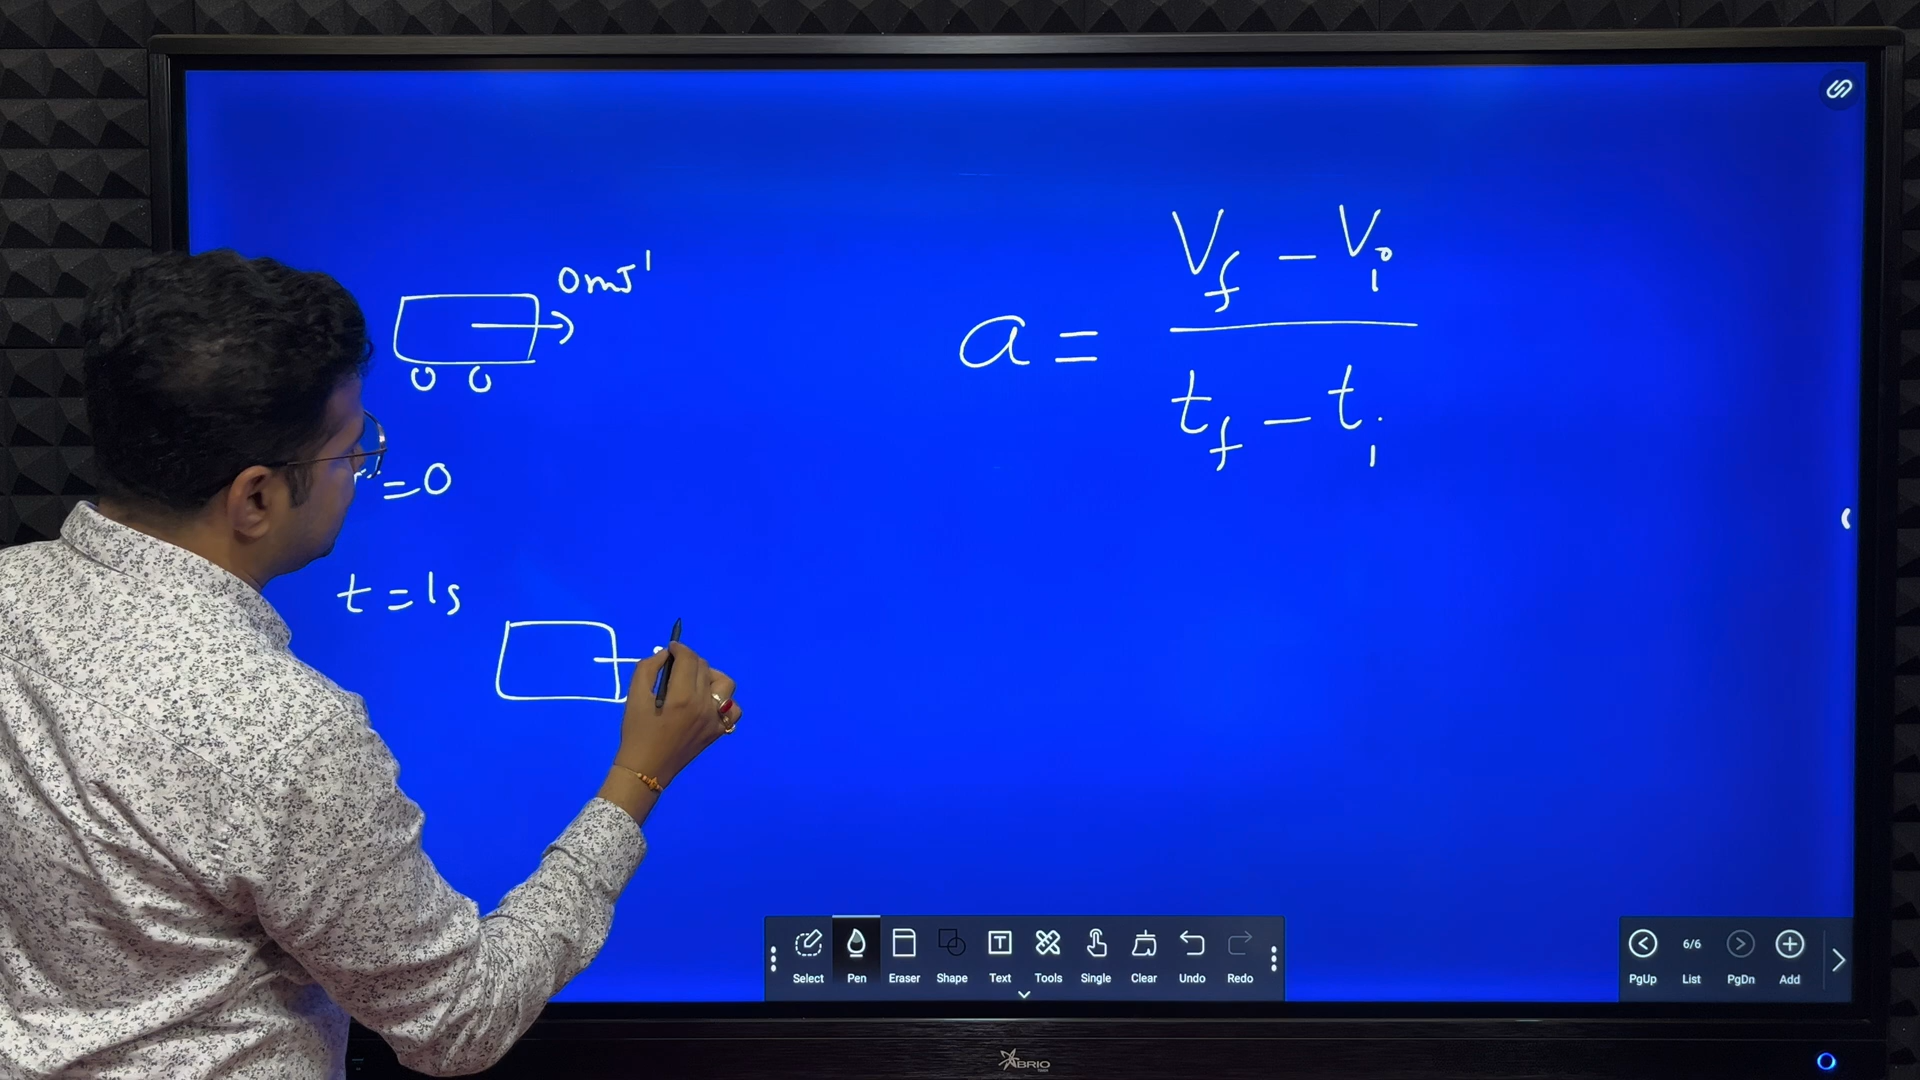 0ms⁻¹
=0
t=1s
a = (V_f − V_i) / (t_f − t_i)
Select Pen Eraser Shape Text Tools Single Clear Undo Redo
6/6
PgUp List PgDn Add
ABRIO